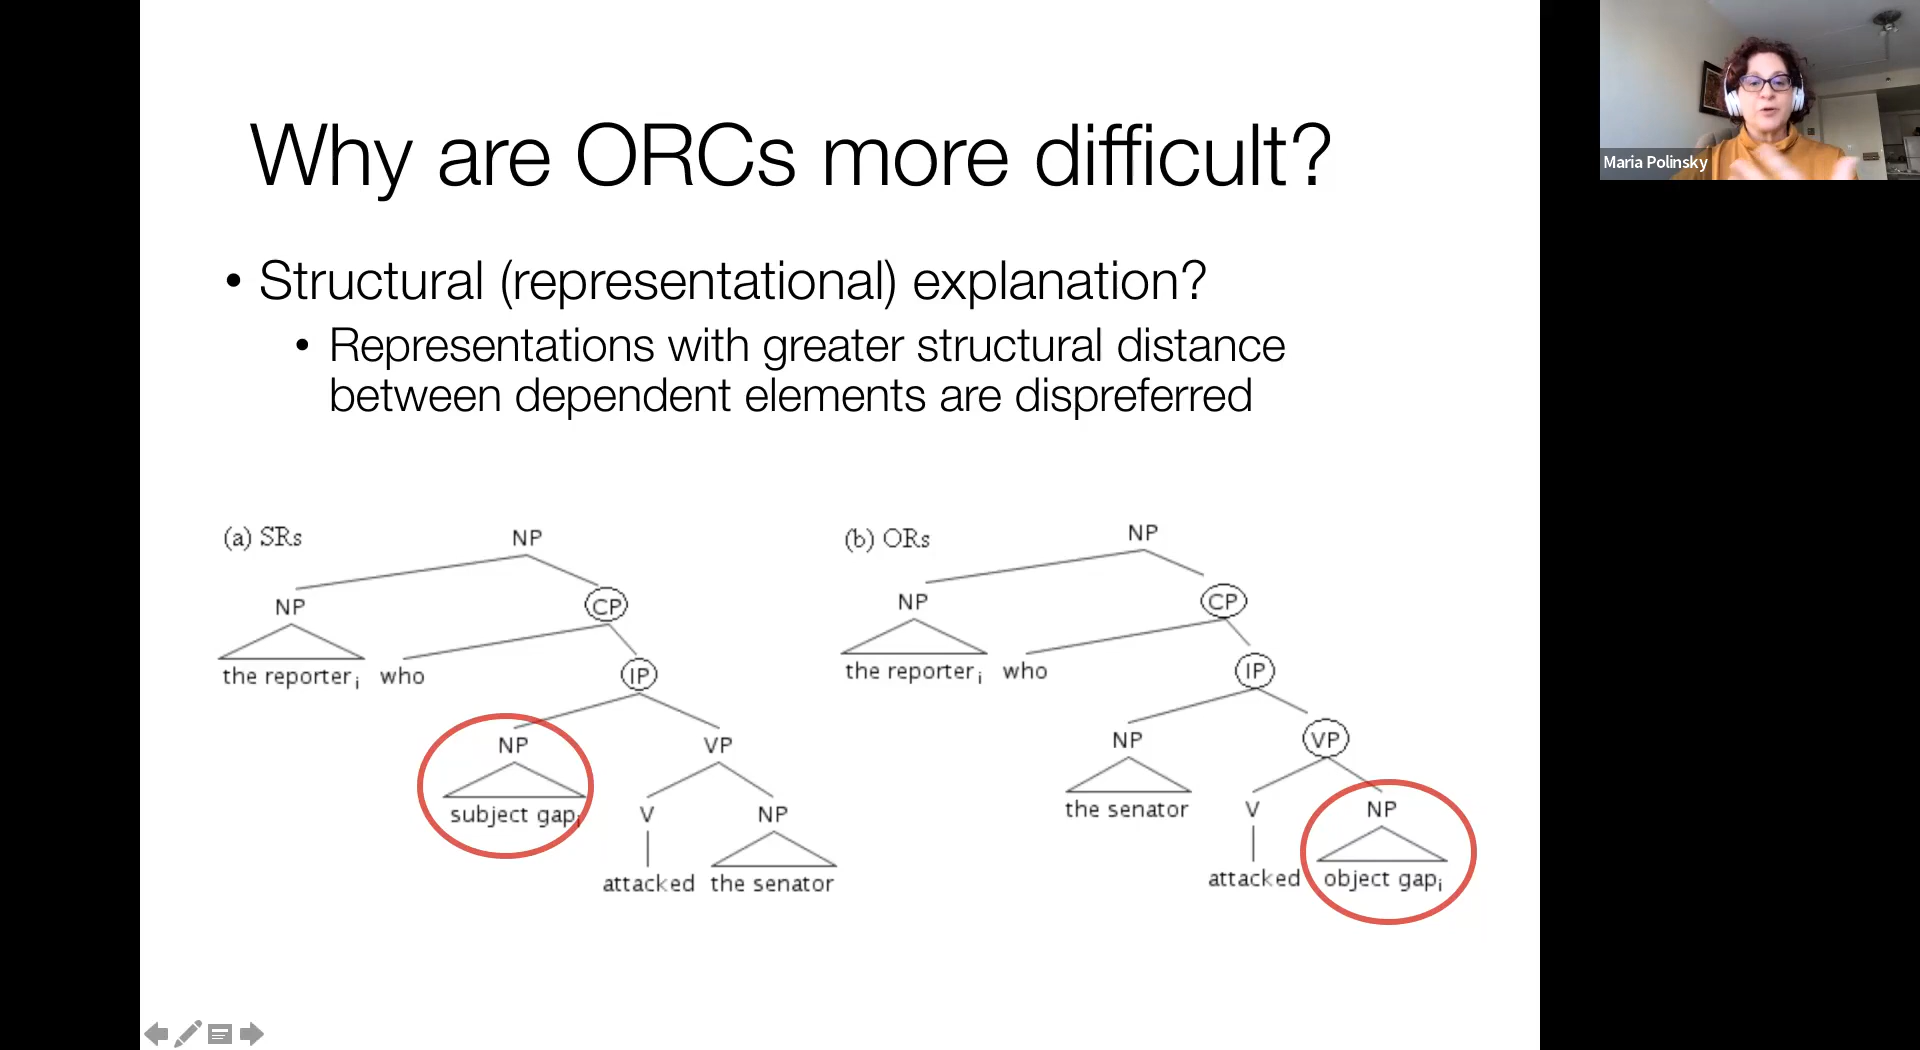 Why are ORCs more difficult?
• Structural (representational) explanation?
• Representations with greater structural distance
between dependent elements are dispreferred
(a) SRs
NP
NP
CP
the reporter i who
IP
NP
VP
subject gap i
V
NP
attacked the senator
(b) ORs
NP
NP
CP
the reporter i who
IP
NP
VP
the senator
V
NP
attacked object gap i
Maria Polinsky